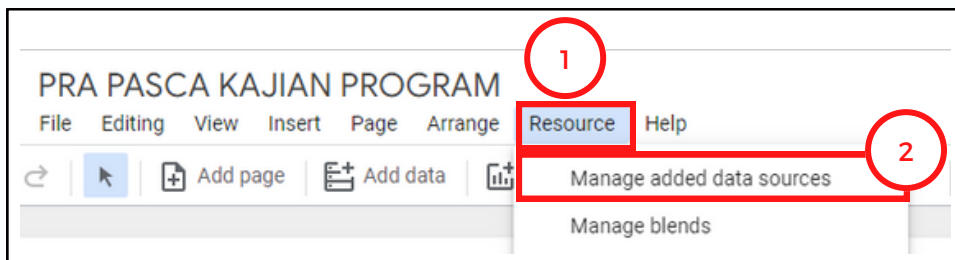 1
PRA PASCA KAJIAN PROGRAM
File Editing View Insert Page Arrange Resource Help
2
Add page Add data
Manage added data sources
Manage blends